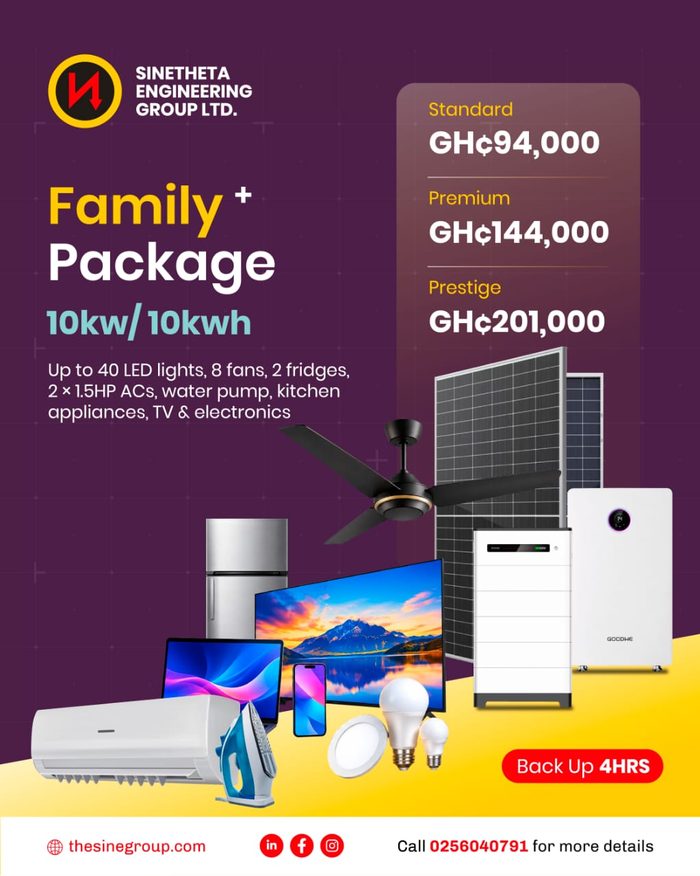 SINETHETA
ENGINEERING
GROUP LTD.
Standard
GH¢94,000
Premium
GH¢144,000
Prestige
GH¢201,000
Family +
Package
10kw/ 10kwh
Up to 40 LED lights, 8 fans, 2 fridges,
2 × 1.5HP ACs, water pump, kitchen
appliances, TV & electronics
GOODWE
Back Up 4HRS
thesinegroup.com
in f
Call 0256040791 for more details